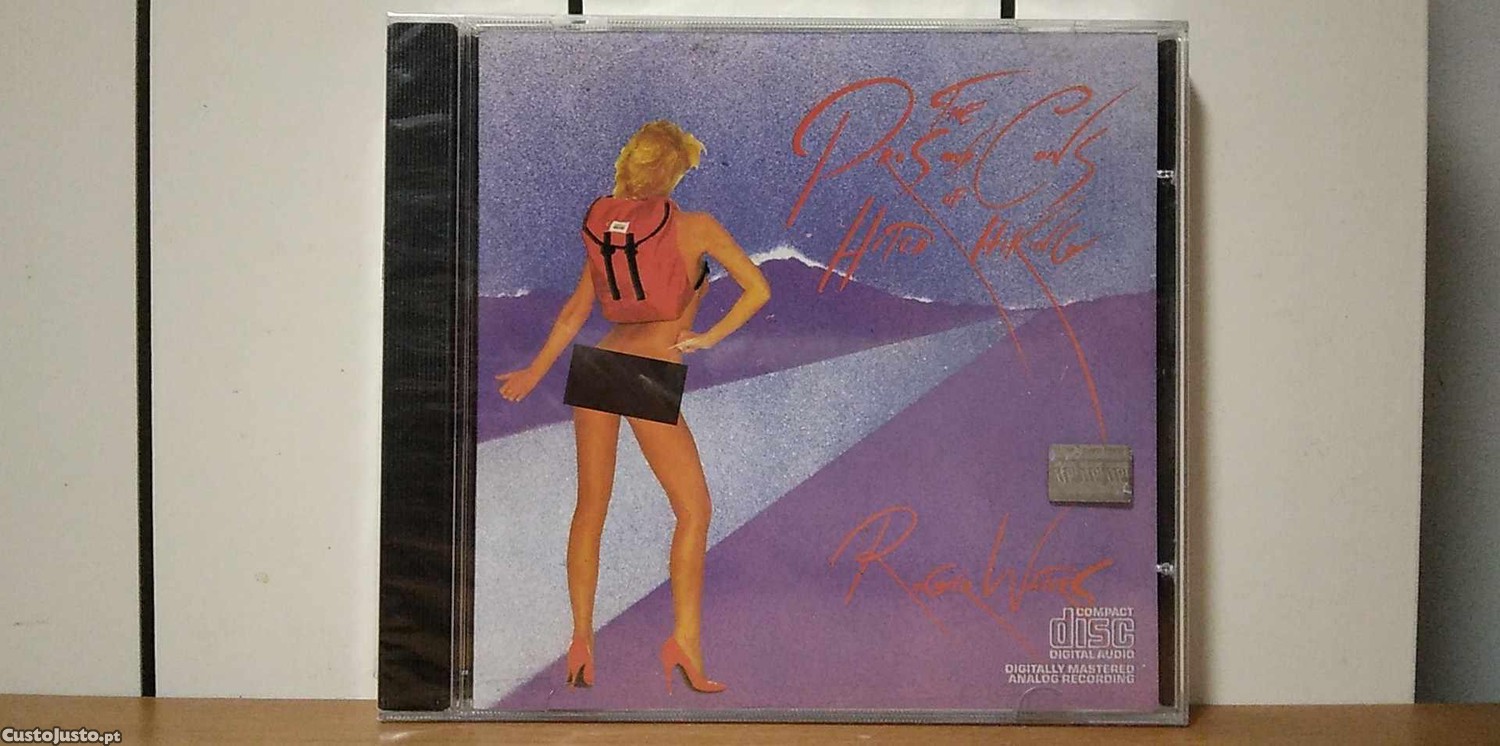 The
Pros and Cons
of
Hitch Hiking
Roger Waters
COMPACT
disc
DIGITAL AUDIO
DIGITALLY MASTERED
ANALOG RECORDING
CustoJusto.pt